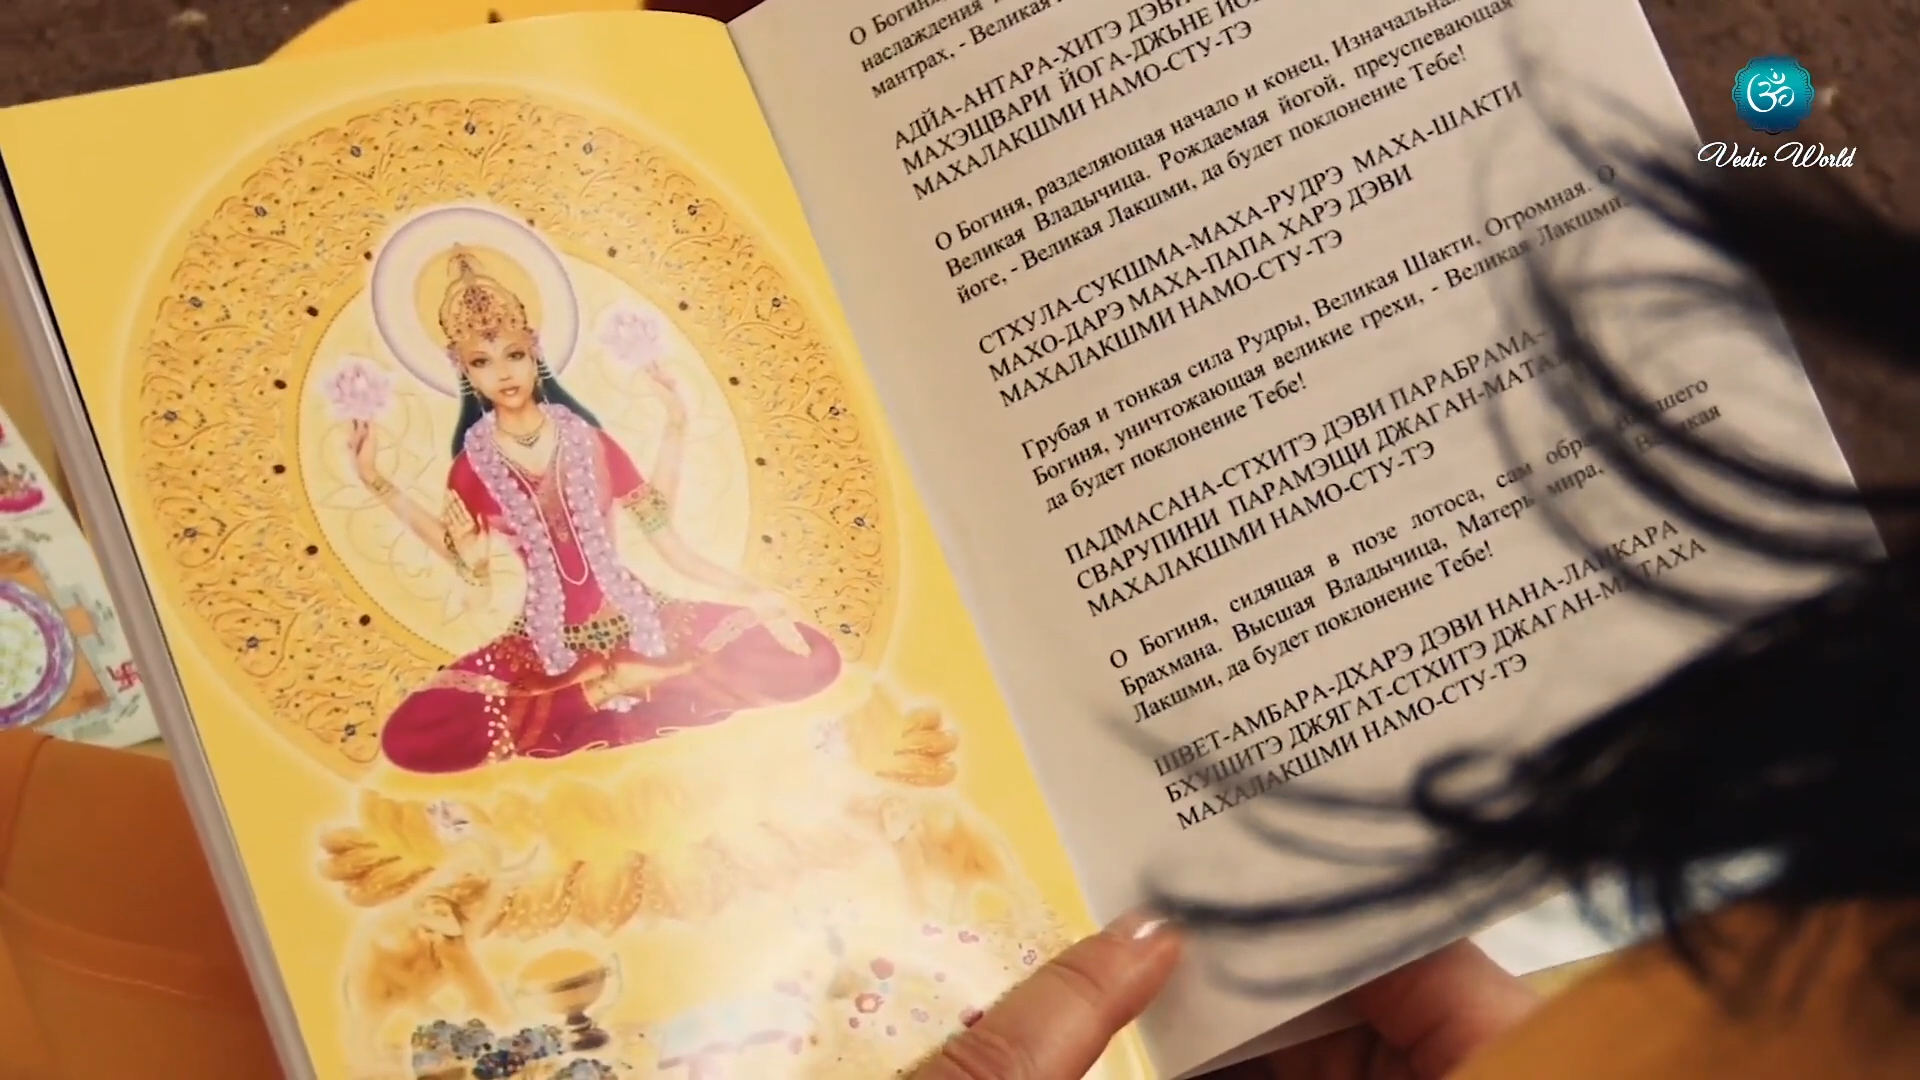 О Богиня,
наслаждения
мантрах, - Великая
АДЙА-АНТАРА-ХИТЭ ДЭВИ
МАХЭЩВАРИ ЙОГА-ДЖЬНЕ
МАХАЛАКШМИ НАМО-СТУ-ТЭ
О Богиня, разделяющая начало и конец, Изначальная
Великая Владычица. Рождаемая йогой, преуспевающая
йоге, - Великая Лакшми, да будет поклонение Тебе!
СТХУЛА-СУКШМА-МАХА-РУДРЭ МАХА-ШАКТИ
МАХО-ДАРЭ МАХА-ПАПА ХАРЭ ДЭВИ
МАХАЛАКШМИ НАМО-СТУ-ТЭ
Грубая и тонкая сила Рудры, Великая Шакти, Огромная. О
Богиня, уничтожающая великие грехи, - Великая Лакшми,
да будет поклонение Тебе!
ПАДМАСАНА-СТХИТЭ ДЭВИ ПАРАБРАМА-
СВАРУПИНИ ПАРАМЭЩИ ДЖАГАН-МАТА
МАХАЛАКШМИ НАМО-СТУ-ТЭ
О Богиня, сидящая в позе лотоса, сам
Брахмана. Высшая Владычица, Матерь мира, Великая
Лакшми, да будет поклонение Тебе!
ШВЕТ-АМБАРА-ДХАРЭ ДЭВИ НАНА-ЛАНКАРА
БХУЩИТЭ ДЖЯГАТ-СТХИТЭ ДЖАГАН-МАТАХА
МАХАЛАКШМИ НАМО-СТУ-ТЭ
ॐ
Vedic World